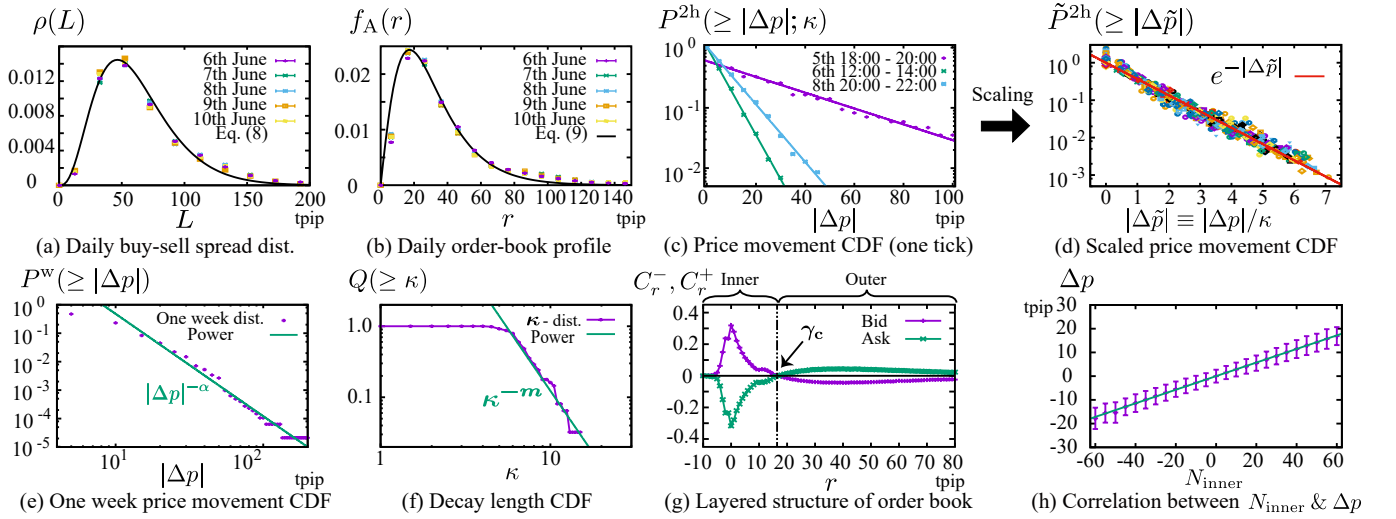 ρ(L)
0.012
0.008
0.004
0
6th June
7th June
8th June
9th June
10th June
Eq. (8)
0 50 100 150 200
L
tpip
(a) Daily buy-sell spread dist.
f_A(r)
0.02
0.01
0
6th June
7th June
8th June
9th June
10th June
Eq. (9)
0 20 40 60 80 100 120 140
r
tpip
(b) Daily order-book profile
P^2h(≥ |Δp|; κ)
10^0
10^-1
10^-2
5th 18:00 - 20:00
6th 12:00 - 14:00
8th 20:00 - 22:00
0 20 40 60 80 100
|Δp|
tpip
(c) Price movement CDF (one tick)
Scaling
P̃^2h(≥ |Δp̃|)
10^0
10^-1
10^-2
10^-3
e^-|Δp̃|
0 1 2 3 4 5 6 7
|Δp̃| ≡ |Δp|/κ
(d) Scaled price movement CDF
P^w(≥ |Δp|)
10^0
10^-1
10^-2
10^-3
10^-4
10^-5
One week dist.
Power
|Δp|^-α
10^1 10^2
|Δp|
tpip
(e) One week price movement CDF
Q(≥ κ)
1.0
0.1
κ - dist.
Power
κ^-m
1 10
κ
(f) Decay length CDF
C_r^-, C_r^+
Inner
Outer
0.4
0.2
0
0.2
0.4
Bid
Ask
γ_c
-10 0 10 20 30 40 50 60 70 80
r
tpip
(g) Layered structure of order book
Δp
tpip
30
20
10
0
-10
-20
-30
-60 -40 -20 0 20 40 60
N_inner
(h) Correlation between N_inner & Δp